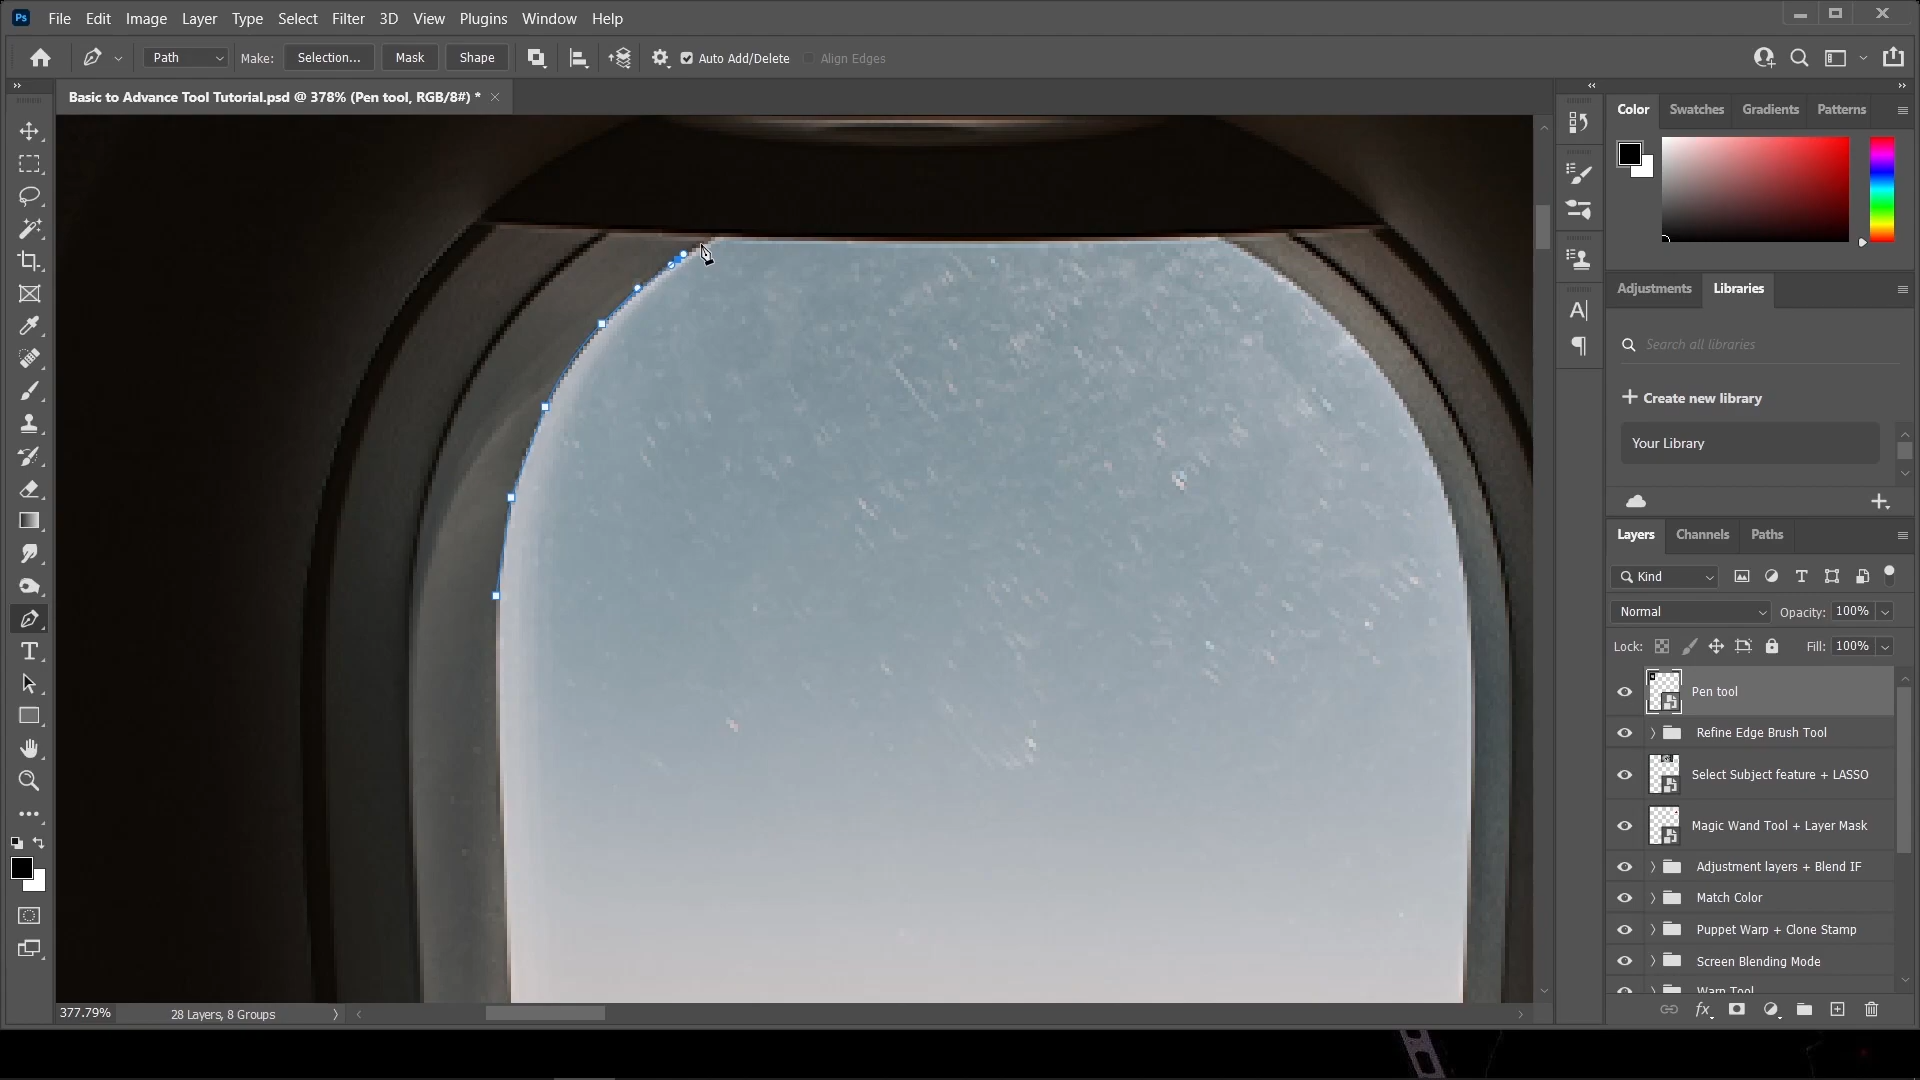 Ps File Edit Image Layer Type Select Filter 3D View Plugins Window Help
Path Make: Selection... Mask Shape Auto Add/Delete Align Edges
Basic to Advance Tool Tutorial.psd @ 378% (Pen tool, RGB/8#) *
Color Swatches Gradients Patterns
Adjustments Libraries
Search all libraries
Create new library
Your Library
Layers Channels Paths
Kind
Normal Opacity: 100%
Lock: Fill: 100%
Pen tool
Refine Edge Brush Tool
Select Subject feature + LASSO
Magic Wand Tool + Layer Mask
Adjustment layers + Blend IF
Match Color
Puppet Warp + Clone Stamp
Screen Blending Mode
Warp Tool
377.79% 28 Layers, 8 Groups